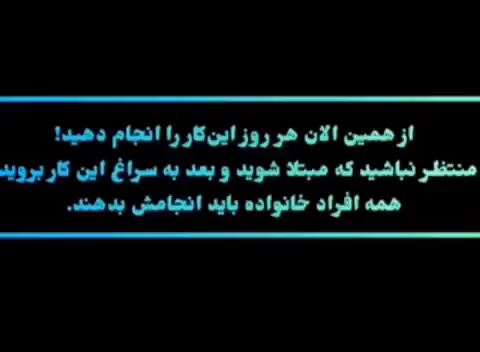 از همین الان هر روز این‌کار را انجام دهید!
منتظر نباشید که مبتلا شوید و بعد به سراغ این کار بروید
همه افراد خانواده باید انجامش بدهند.